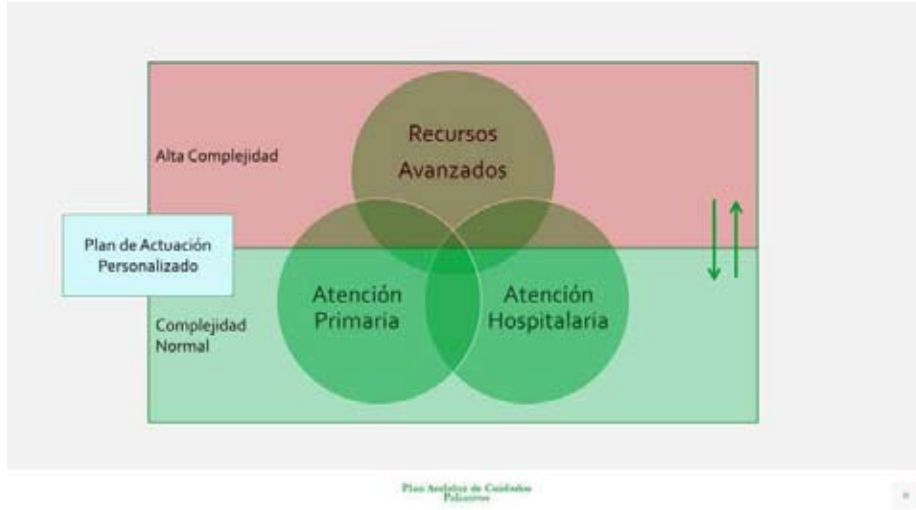 Recursos
Avanzados
Alta Complejidad
Plan de Actuación
Personalizado
Atención
Primaria
Atención
Hospitalaria
Complejidad
Normal
Plan Andaluz de Cuidados
Paliativos